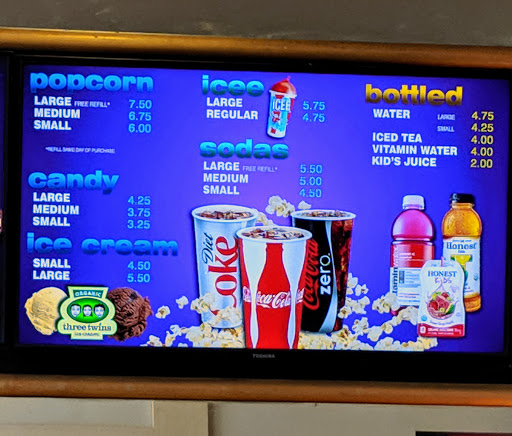 popcorn
LARGE FREE REFILL* 7.50
MEDIUM 6.75
SMALL 6.00
*REFILL SAME DAY OF PURCHASE
candy
LARGE 4.25
MEDIUM 3.75
SMALL 3.25
ice cream
SMALL 4.50
LARGE 5.50
ORGANIC
three twins
ICE CREAM
icee
LARGE 5.75
REGULAR 4.75
ICEE
sodas
LARGE FREE REFILL* 5.50
MEDIUM 5.00
SMALL 4.50
Diet
Coke
Coca-Cola
Coca-Cola
zero
bottled
WATER LARGE 4.75
SMALL 4.25
ICED TEA 4.00
VITAMIN WATER 4.00
KID'S JUICE 2.00
Honest
HONEST
Kids
TOSHIBA